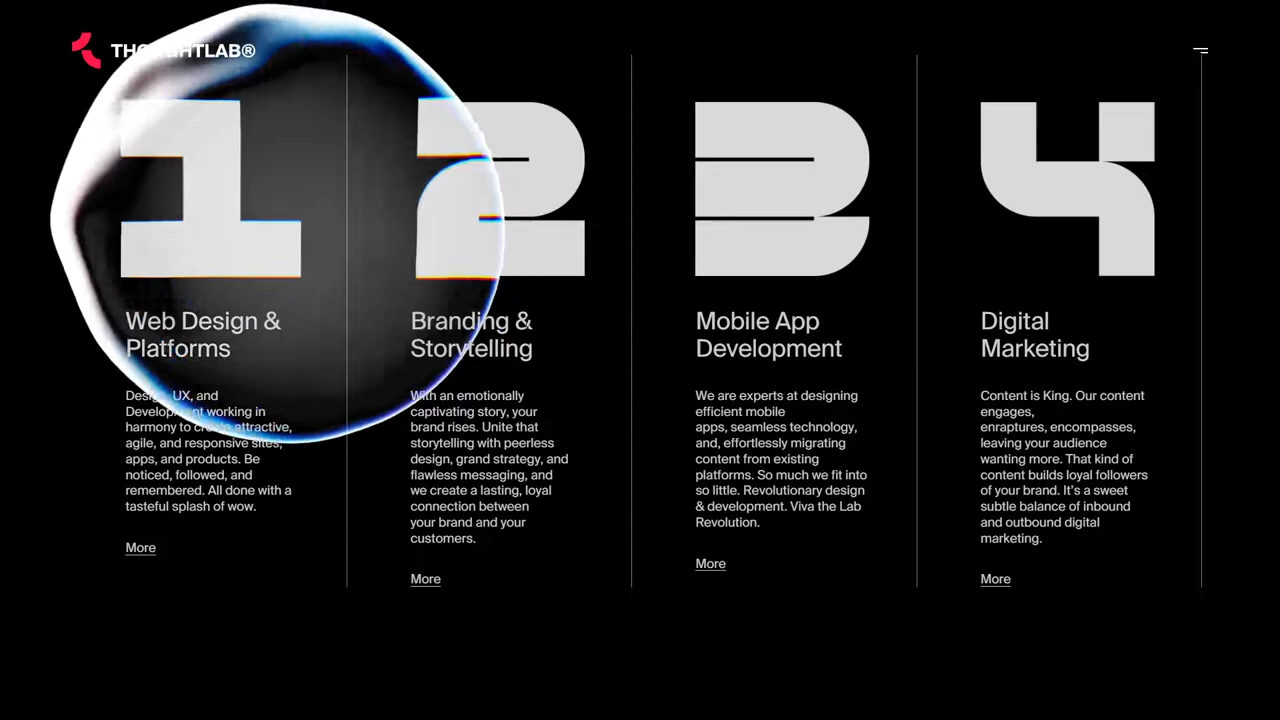 THOUGHTLAB®
1
2
3
4
Web Design &
Platforms
Design, UX, and
Development working in
harmony to create attractive,
agile, and responsive sites,
apps, and products. Be
noticed, followed, and
remembered. All done with a
tasteful splash of wow.
More
Branding &
Storytelling
With an emotionally
captivating story, your
brand rises. Unite that
storytelling with peerless
design, grand strategy, and
flawless messaging, and
we create a lasting, loyal
connection between
your brand and your
customers.
More
Mobile App
Development
We are experts at designing
efficient mobile
apps, seamless technology,
and, effortlessly migrating
content from existing
platforms. So much we fit into
so little. Revolutionary design
& development. Viva the Lab
Revolution.
More
Digital
Marketing
Content is King. Our content
engages,
enraptures, encompasses,
leaving your audience
wanting more. That kind of
content builds loyal followers
of your brand. It's a sweet
subtle balance of inbound
and outbound digital
marketing.
More